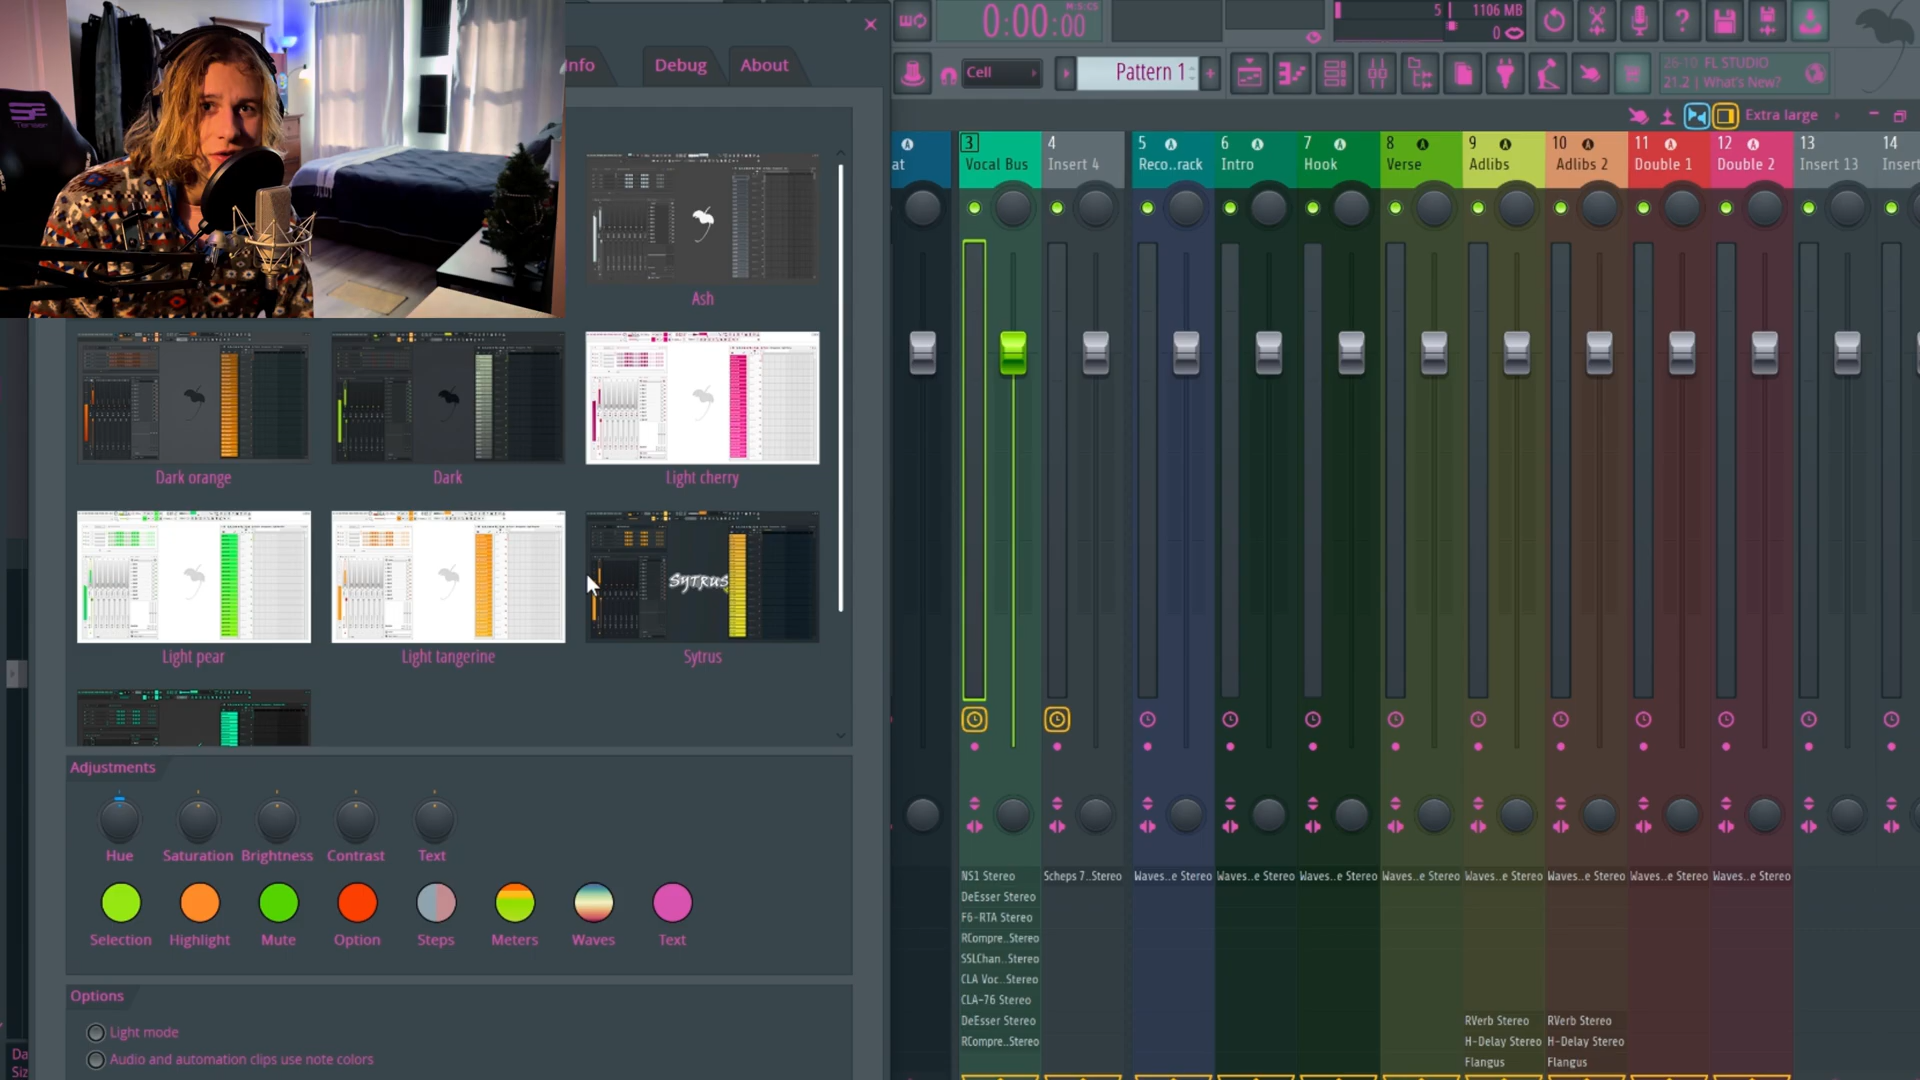 Info
Debug
About
Ash
Dark orange
Dark
Light cherry
Light pear
Light tangerine
SYTRUS
Sytrus
Adjustments
Hue
Saturation
Brightness
Contrast
Text
Selection
Highlight
Mute
Option
Steps
Meters
Waves
Text
Options
Light mode
Audio and automation clips use note colors
0:00:00
M:S:CS
5
1106 MB
0
Cell
Pattern 1
26-10 FL STUDIO
21.2 | What's New?
Extra large
at
3
Vocal Bus
4
Insert 4
5
Reco..rack
6
Intro
7
Hook
8
Verse
9
Adlibs
10
Adlibs 2
11
Double 1
12
Double 2
13
Insert 13
14
Insert
NS1 Stereo
DeEsser Stereo
F6-RTA Stereo
RCompre..Stereo
SSLChan..Stereo
CLA Voc..Stereo
CLA-76 Stereo
DeEsser Stereo
RCompre..Stereo
Scheps 7..Stereo
Waves..e Stereo
Waves..e Stereo
Waves..e Stereo
Waves..e Stereo
Waves..e Stereo
RVerb Stereo
H-Delay Stereo
Flangus
Waves..e Stereo
RVerb Stereo
H-Delay Stereo
Flangus
Waves..e Stereo
Waves..e Stereo
Da
Siz